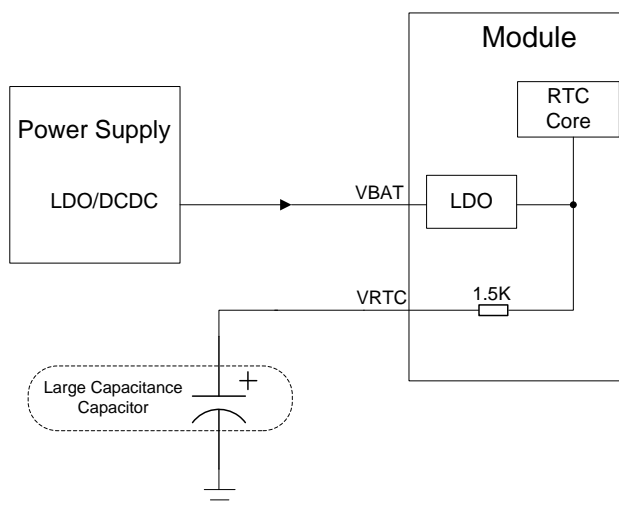 Module
RTC
Core
Power Supply
LDO/DCDC
VBAT
LDO
VRTC
1.5K
Large Capacitance
Capacitor
+